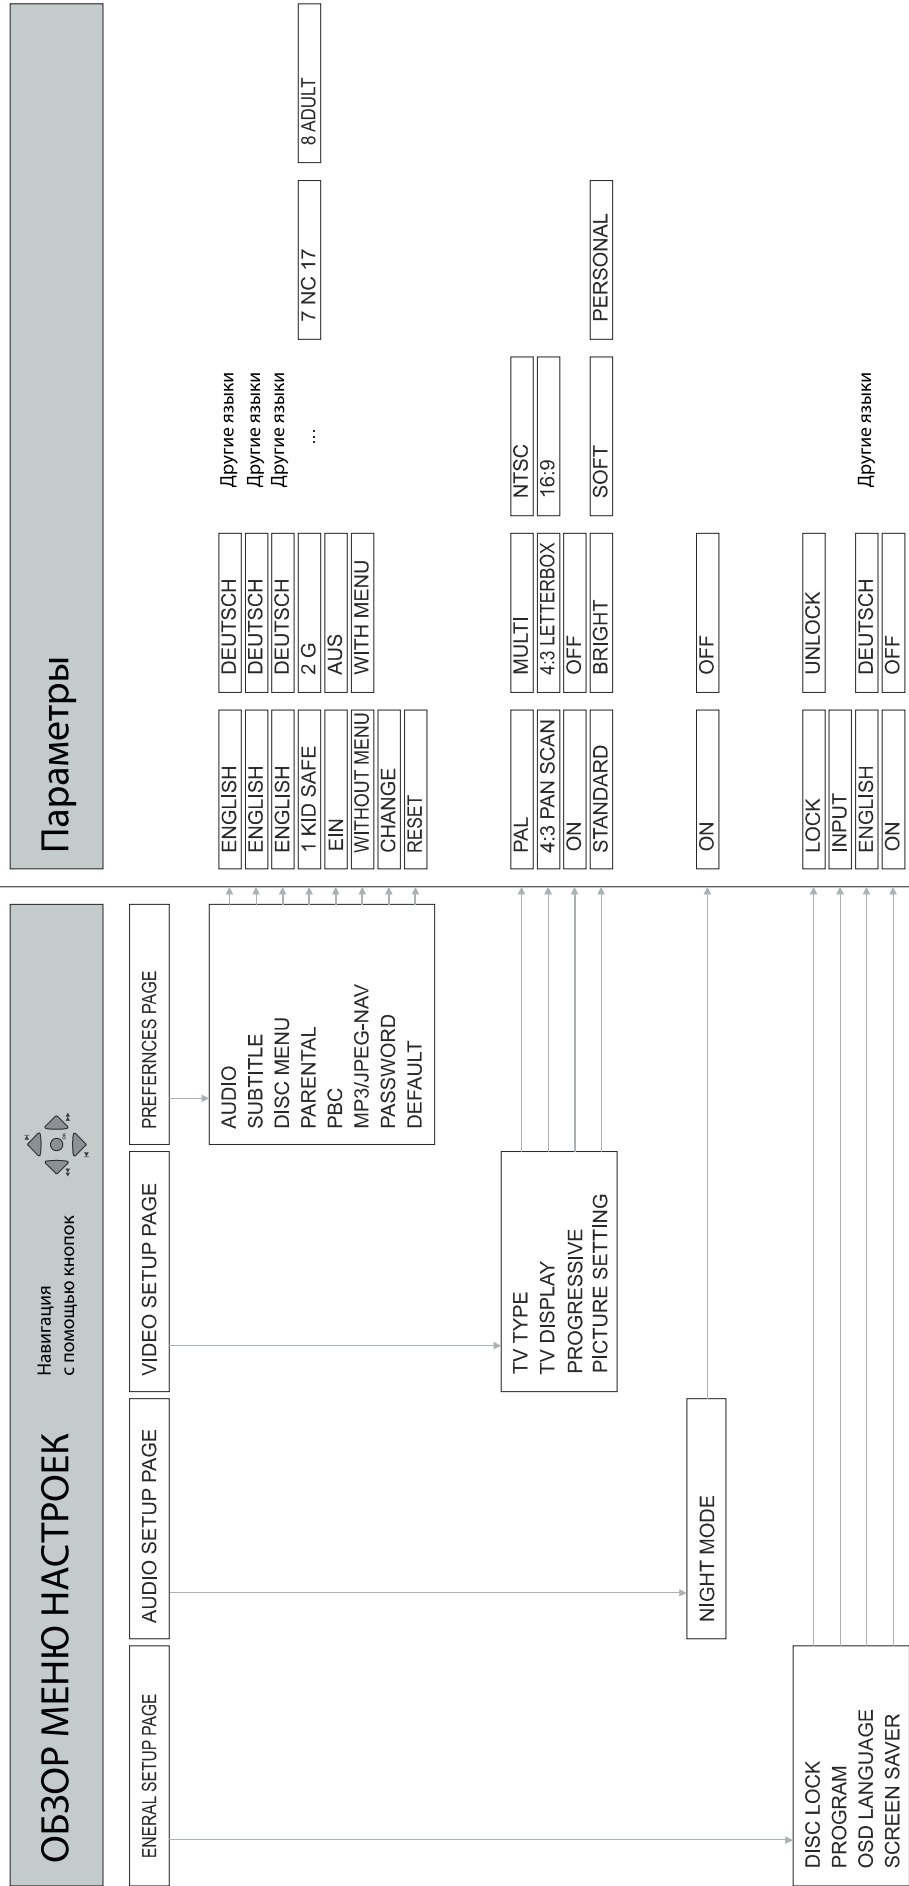 ОБЗОР МЕНЮ НАСТРОЕК
Навигация
с помощью кнопок
OK
Параметры
ENERAL SETUP PAGE
AUDIO SETUP PAGE
VIDEO SETUP PAGE
PREFERNCES PAGE
AUDIO
SUBTITLE
DISC MENU
PARENTAL
PBC
MP3/JPEG-NAV
PASSWORD
DEFAULT
ENGLISH DEUTSCH Другие языки
ENGLISH DEUTSCH Другие языки
ENGLISH DEUTSCH Другие языки
1 KID SAFE 2 G ... 7 NC 17 8 ADULT
EIN AUS
WITHOUT MENU WITH MENU
CHANGE
RESET
TV TYPE
TV DISPLAY
PROGRESSIVE
PICTURE SETTING
PAL MULTI NTSC
4:3 PAN SCAN 4:3 LETTERBOX 16:9
ON OFF
STANDARD BRIGHT SOFT PERSONAL
NIGHT MODE
ON OFF
DISC LOCK
PROGRAM
OSD LANGUAGE
SCREEN SAVER
LOCK UNLOCK
INPUT
ENGLISH DEUTSCH Другие языки
ON OFF